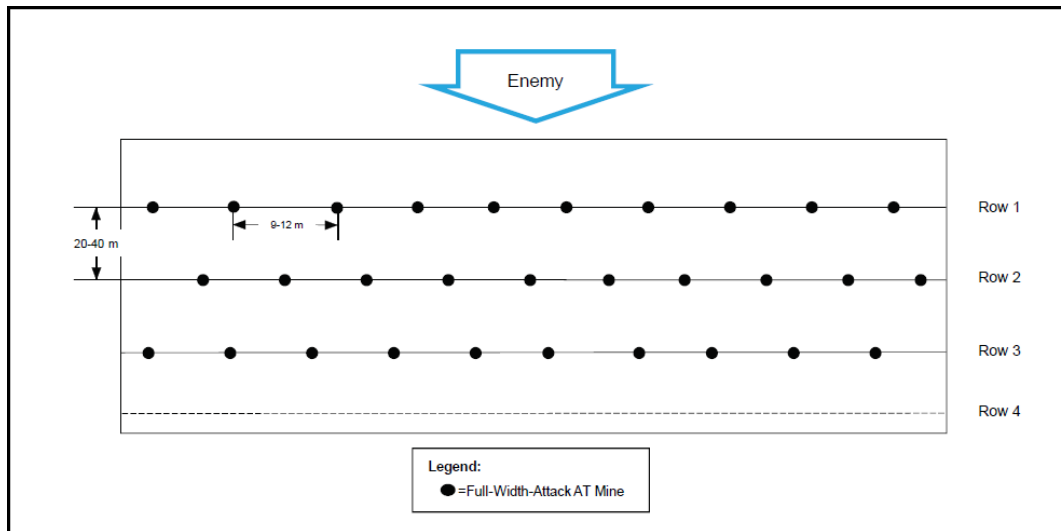 Enemy
Row 1
9-12 m
20-40 m
Row 2
Row 3
Row 4
Legend:
=Full-Width-Attack AT Mine